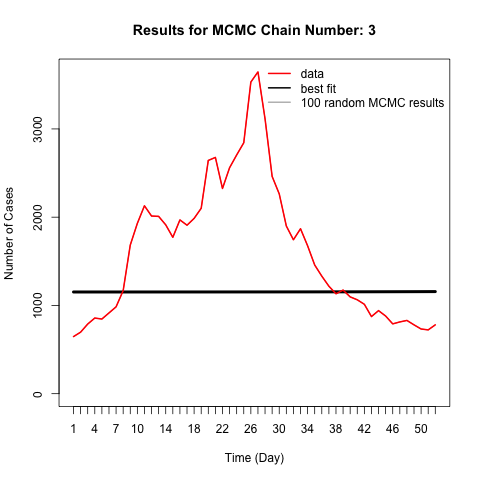 Results for MCMC Chain Number: 3
data
best fit
100 random MCMC results
Number of Cases
3000
2000
1000
0
1 4 7 10 14 18 22 26 30 34 38 42 46 50
Time (Day)